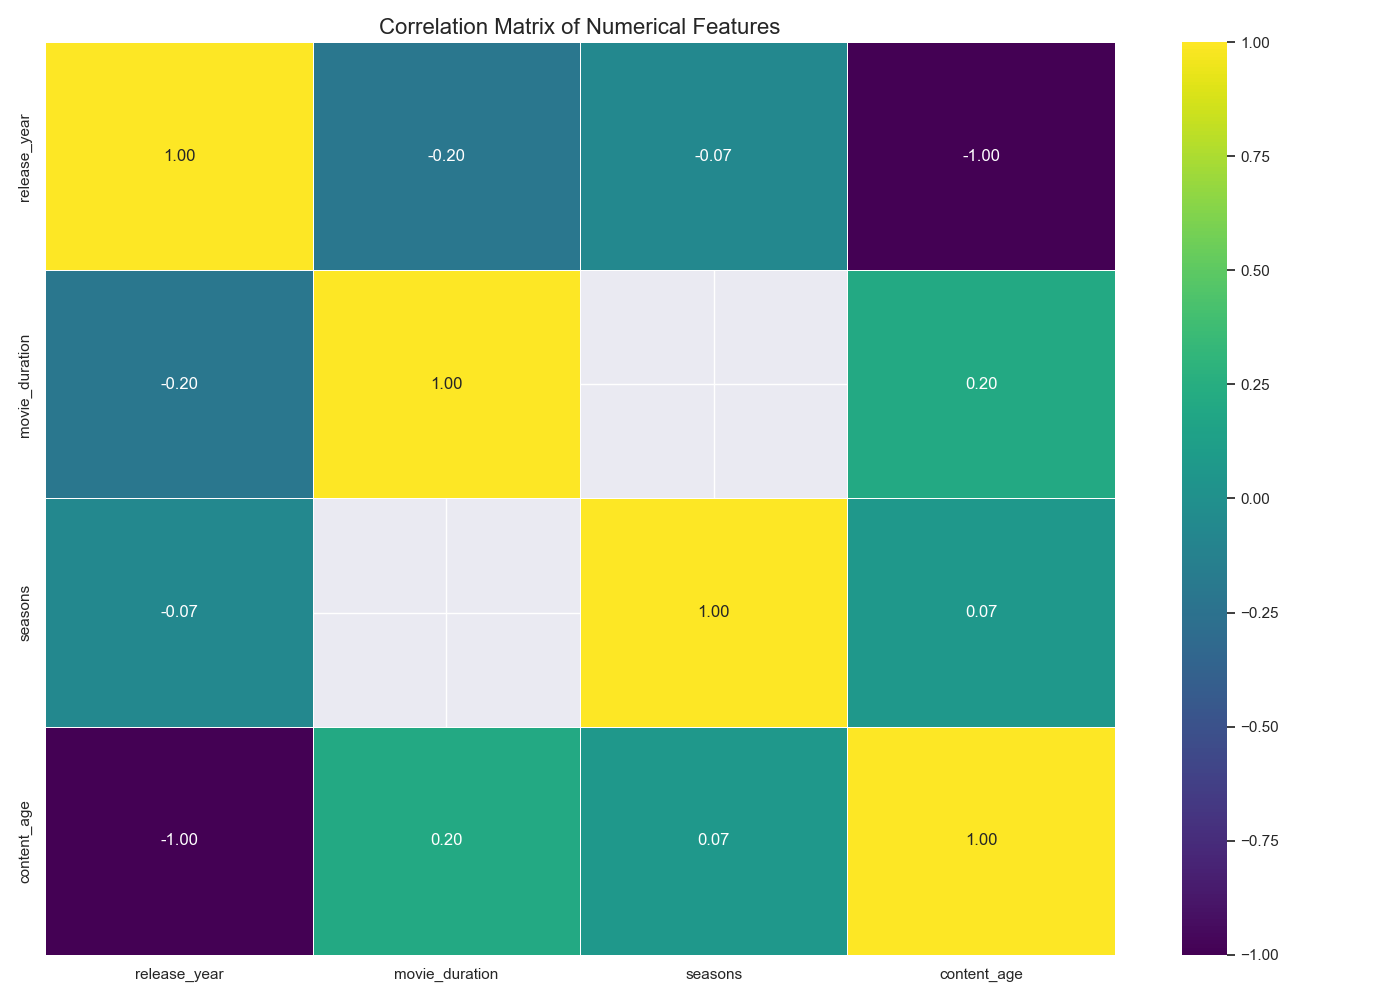 Correlation Matrix of Numerical Features
release_year
1.00
-0.20
-0.07
-1.00
movie_duration
-0.20
1.00
0.20
seasons
-0.07
1.00
0.07
content_age
-1.00
0.20
0.07
1.00
release_year
movie_duration
seasons
content_age
1.00
0.75
0.50
0.25
0.00
−0.25
−0.50
−0.75
−1.00